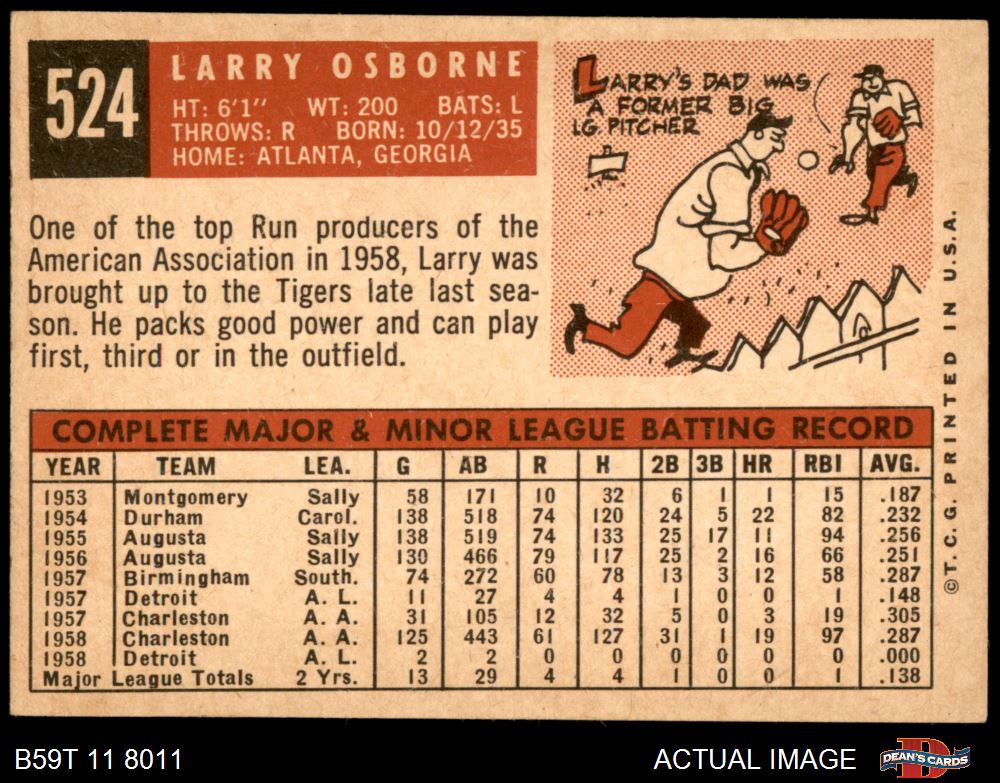 524
LARRY OSBORNE
HT: 6'1" WT: 200 BATS: L
THROWS: R BORN: 10/12/35
HOME: ATLANTA, GEORGIA
LARRY'S DAD WAS
A FORMER BIG
LG PITCHER
One of the top Run producers of the
American Association in 1958, Larry was
brought up to the Tigers late last sea-
son. He packs good power and can play
first, third or in the outfield.
COMPLETE MAJOR & MINOR LEAGUE BATTING RECORD
YEAR TEAM LEA. G AB R H 2B 3B HR RBI AVG.
1953 Montgomery Sally 58 171 10 32 6 1 1 15 .187
1954 Durham Carol. 138 518 74 120 24 5 22 82 .232
1955 Augusta Sally 138 519 74 133 25 17 11 94 .256
1956 Augusta Sally 130 466 79 117 25 2 16 66 .251
1957 Birmingham South. 74 272 60 78 13 3 12 58 .287
1957 Detroit A. L. 11 27 4 4 1 0 0 1 .148
1957 Charleston A. A. 31 105 12 32 5 0 3 19 .305
1958 Charleston A. A. 125 443 61 127 31 1 19 97 .287
1958 Detroit A. L. 2 2 0 0 0 0 0 0 .000
Major League Totals 2 Yrs. 13 29 4 4 1 0 0 1 .138
©T. C. G. PRINTED IN U.S.A.
B59T 11 8011
ACTUAL IMAGE
D
DEAN'S CARDS